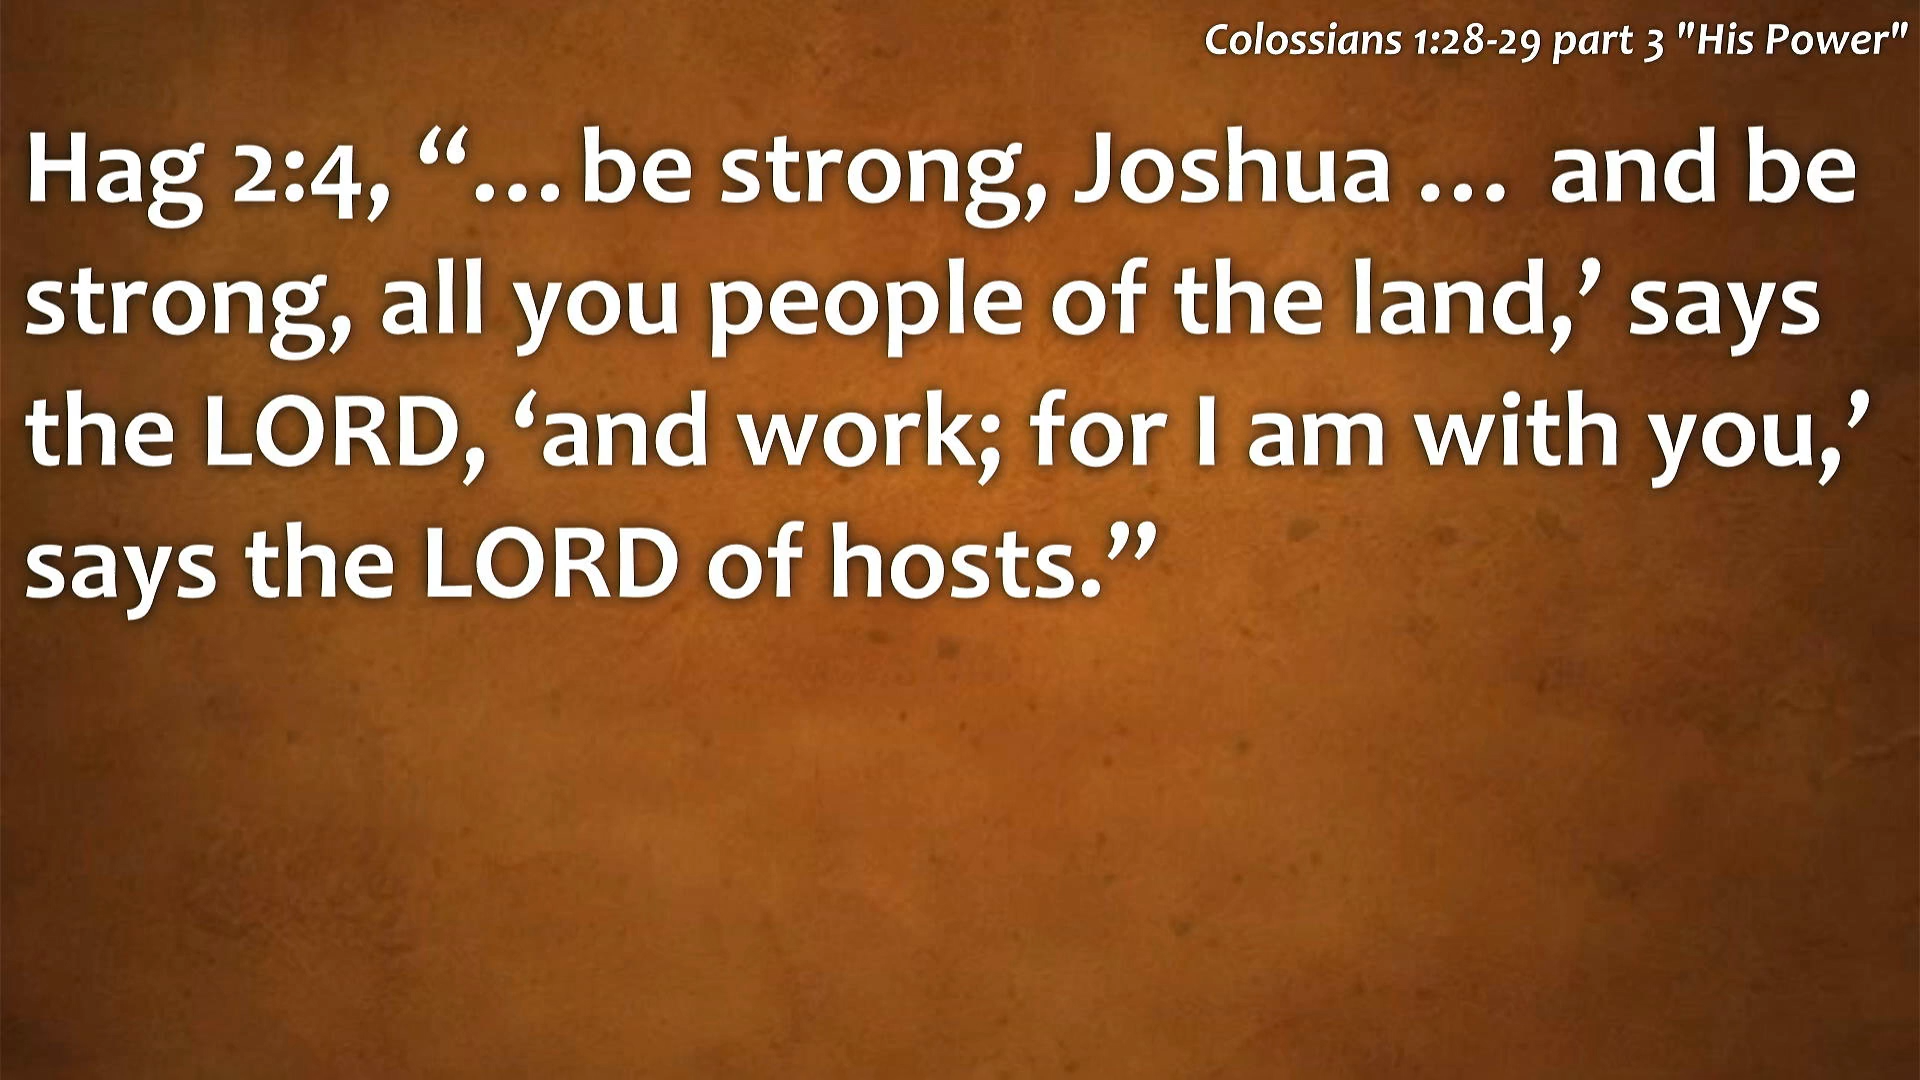 Colossians 1:28-29 part 3 "His Power"
Hag 2:4, “…be strong, Joshua … and be
strong, all you people of the land,’ says
the LORD, ‘and work; for I am with you,’
says the LORD of hosts.”